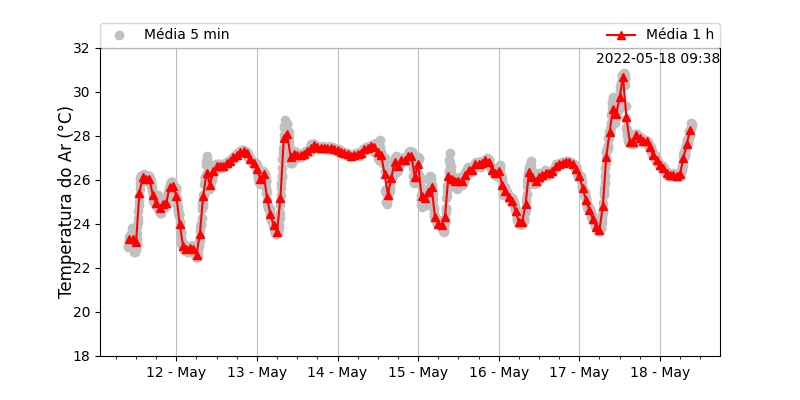 Média 5 min
Média 1 h
2022-05-18 09:38
Temperatura do Ar (°C)
32
30
28
26
24
22
20
18
12 - May
13 - May
14 - May
15 - May
16 - May
17 - May
18 - May